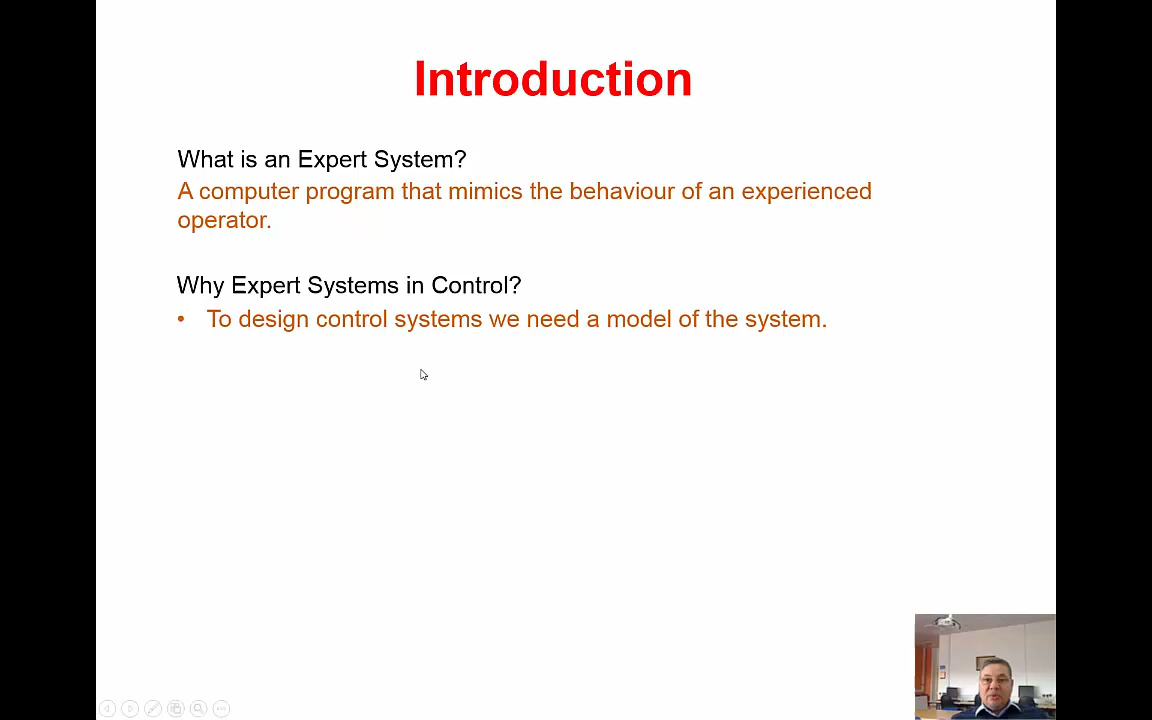 Introduction
What is an Expert System?
A computer program that mimics the behaviour of an experienced
operator.
Why Expert Systems in Control?
• To design control systems we need a model of the system.